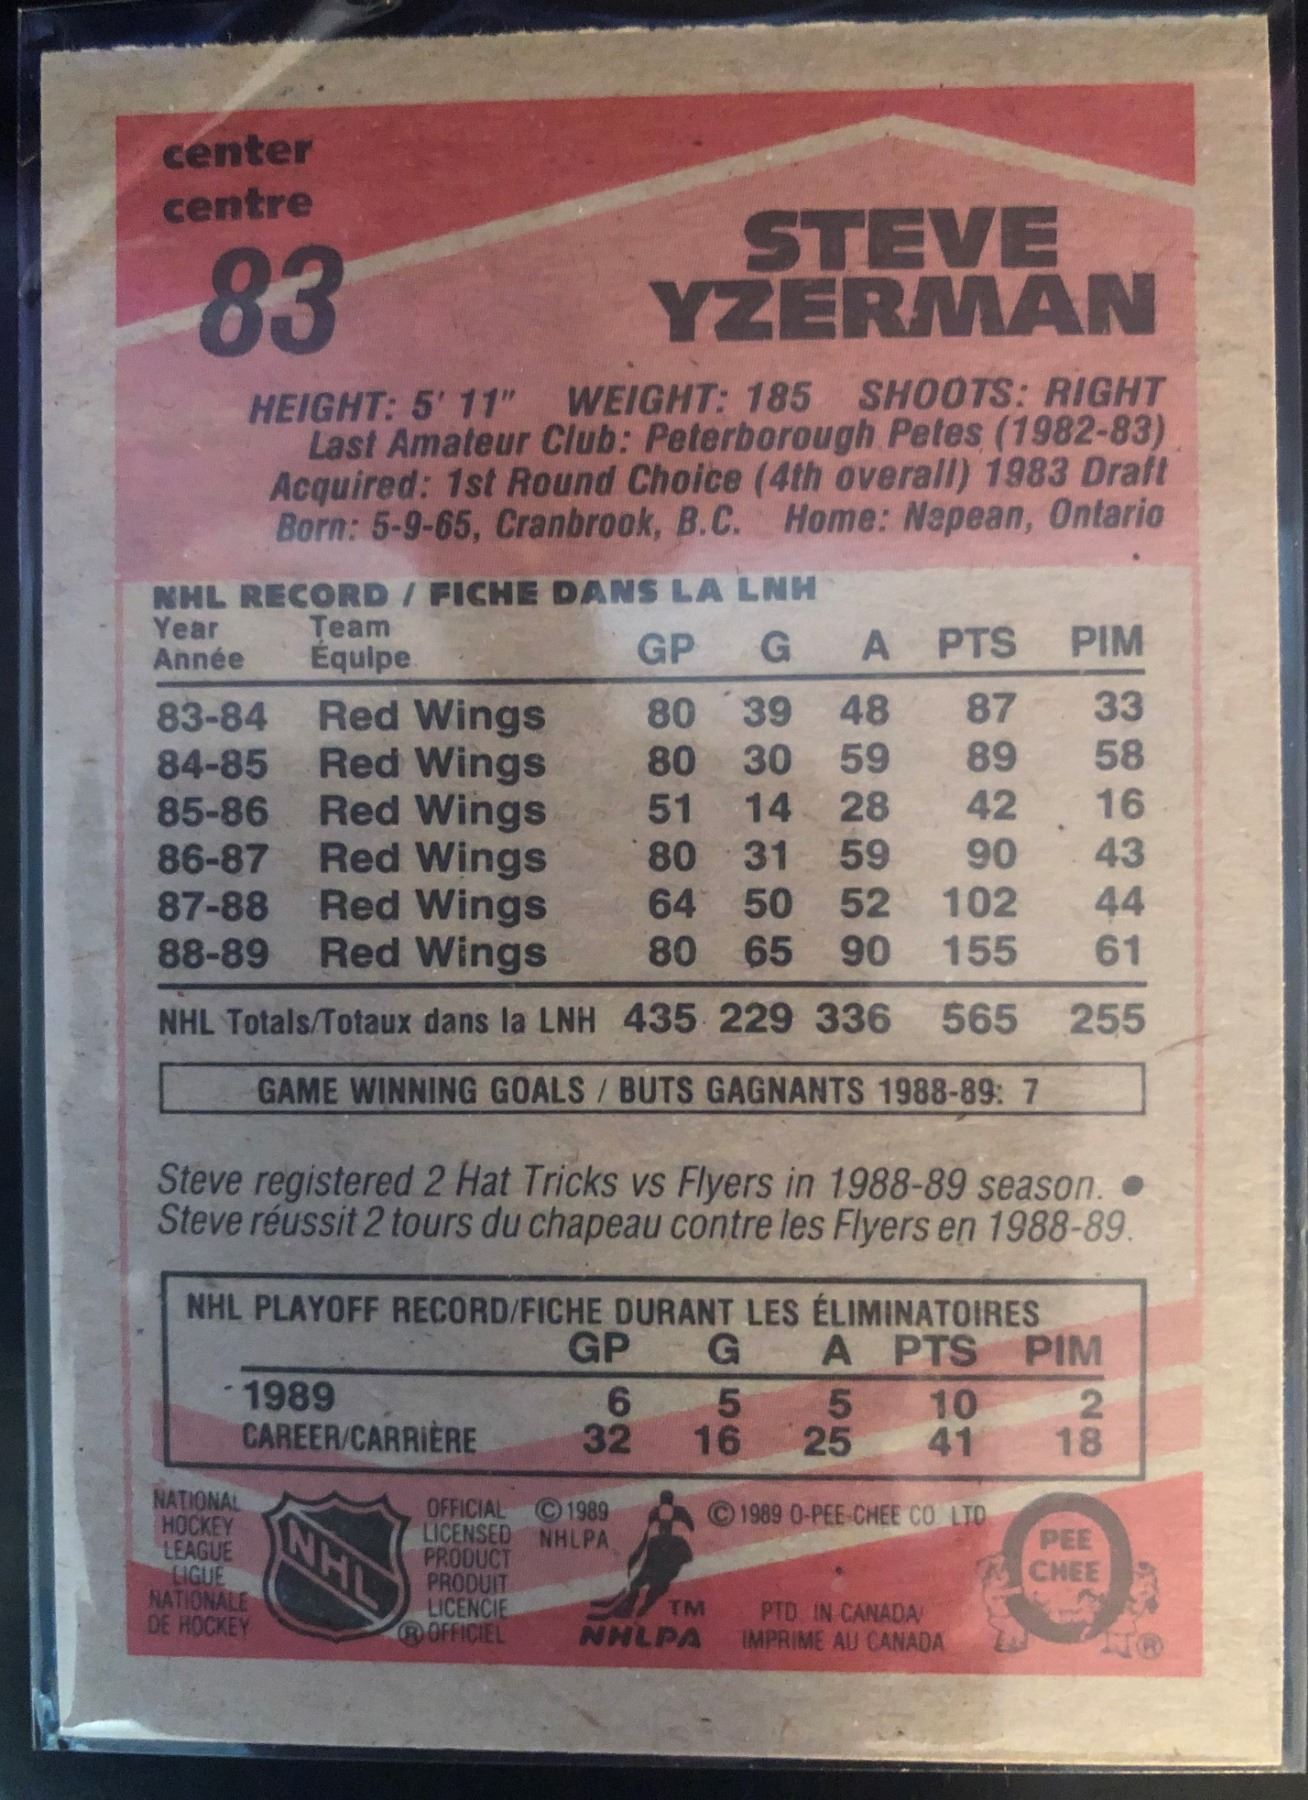 center
centre
83
STEVE
YZERMAN
HEIGHT: 5' 11" WEIGHT: 185 SHOOTS: RIGHT
Last Amateur Club: Peterborough Petes (1982-83)
Acquired: 1st Round Choice (4th overall) 1983 Draft
Born: 5-9-65, Cranbrook, B.C. Home: Nepean, Ontario
NHL RECORD / FICHE DANS LA LNH
Year Team
Année Équipe GP G A PTS PIM
83-84 Red Wings 80 39 48 87 33
84-85 Red Wings 80 30 59 89 58
85-86 Red Wings 51 14 28 42 16
86-87 Red Wings 80 31 59 90 43
87-88 Red Wings 64 50 52 102 44
88-89 Red Wings 80 65 90 155 61
NHL Totals/Totaux dans la LNH 435 229 336 565 255
GAME WINNING GOALS / BUTS GAGNANTS 1988-89: 7
Steve registered 2 Hat Tricks vs Flyers in 1988-89 season. ●
Steve réussit 2 tours du chapeau contre les Flyers en 1988-89.
NHL PLAYOFF RECORD/FICHE DURANT LES ÉLIMINATOIRES
GP G A PTS PIM
1989 6 5 5 10 2
CAREER/CARRIÈRE 32 16 25 41 18
NATIONAL
HOCKEY
LEAGUE
LIGUE
NATIONALE
DE HOCKEY
NHL
®
OFFICIAL
LICENSED
PRODUCT
PRODUIT
LICENCIE
OFFICIEL
© 1989
NHLPA
TM
NHLPA
© 1989 O-PEE-CHEE CO. LTD
PTD. IN CANADA/
IMPRIME AU CANADA
O
PEE
CHEE
®